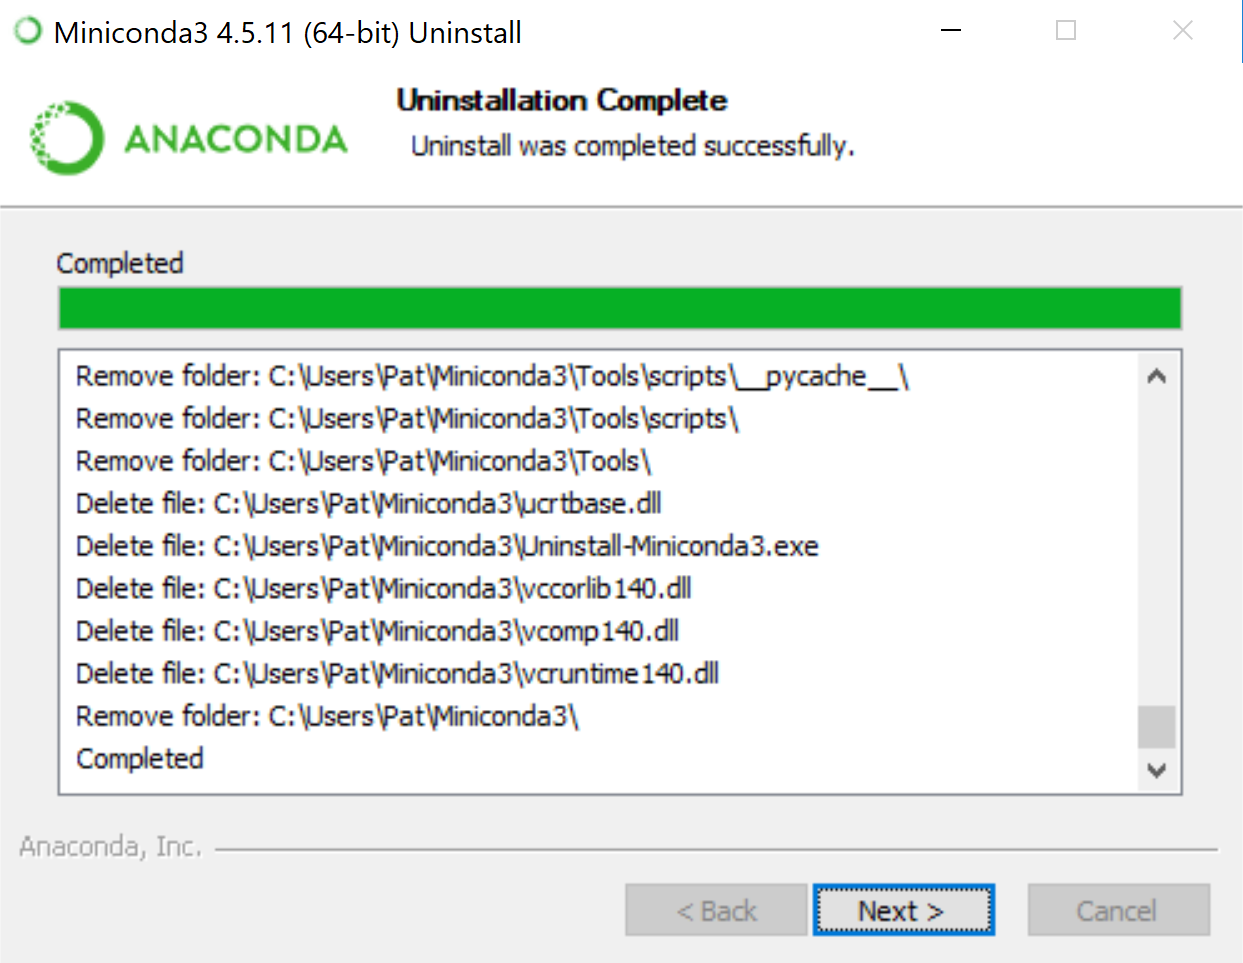 Miniconda3 4.5.11 (64-bit) Uninstall
ANACONDA
Uninstallation Complete
Uninstall was completed successfully.
Completed
Remove folder: C:\Users\Pat\Miniconda3\Tools\scripts\__pycache__\
Remove folder: C:\Users\Pat\Miniconda3\Tools\scripts\
Remove folder: C:\Users\Pat\Miniconda3\Tools\
Delete file: C:\Users\Pat\Miniconda3\ucrtbase.dll
Delete file: C:\Users\Pat\Miniconda3\Uninstall-Miniconda3.exe
Delete file: C:\Users\Pat\Miniconda3\vccorlib140.dll
Delete file: C:\Users\Pat\Miniconda3\vcomp140.dll
Delete file: C:\Users\Pat\Miniconda3\vcruntime140.dll
Remove folder: C:\Users\Pat\Miniconda3\
Completed
Anaconda, Inc.
< Back
Next >
Cancel